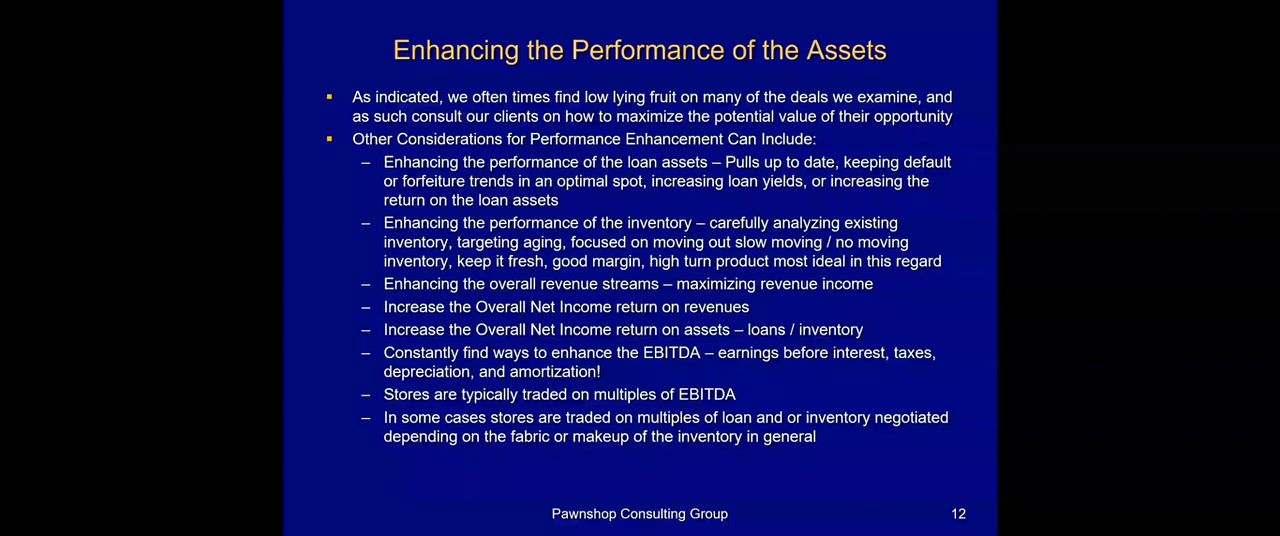 Enhancing the Performance of the Assets
▪ As indicated, we often times find low lying fruit on many of the deals we examine, and
as such consult our clients on how to maximize the potential value of their opportunity
▪ Other Considerations for Performance Enhancement Can Include:
– Enhancing the performance of the loan assets – Pulls up to date, keeping default
or forfeiture trends in an optimal spot, increasing loan yields, or increasing the
return on the loan assets
– Enhancing the performance of the inventory – carefully analyzing existing
inventory, targeting aging, focused on moving out slow moving / no moving
inventory, keep it fresh, good margin, high turn product most ideal in this regard
– Enhancing the overall revenue streams – maximizing revenue income
– Increase the Overall Net Income return on revenues
– Increase the Overall Net Income return on assets – loans / inventory
– Constantly find ways to enhance the EBITDA – earnings before interest, taxes,
depreciation, and amortization!
– Stores are typically traded on multiples of EBITDA
– In some cases stores are traded on multiples of loan and or inventory negotiated
depending on the fabric or makeup of the inventory in general
Pawnshop Consulting Group
12